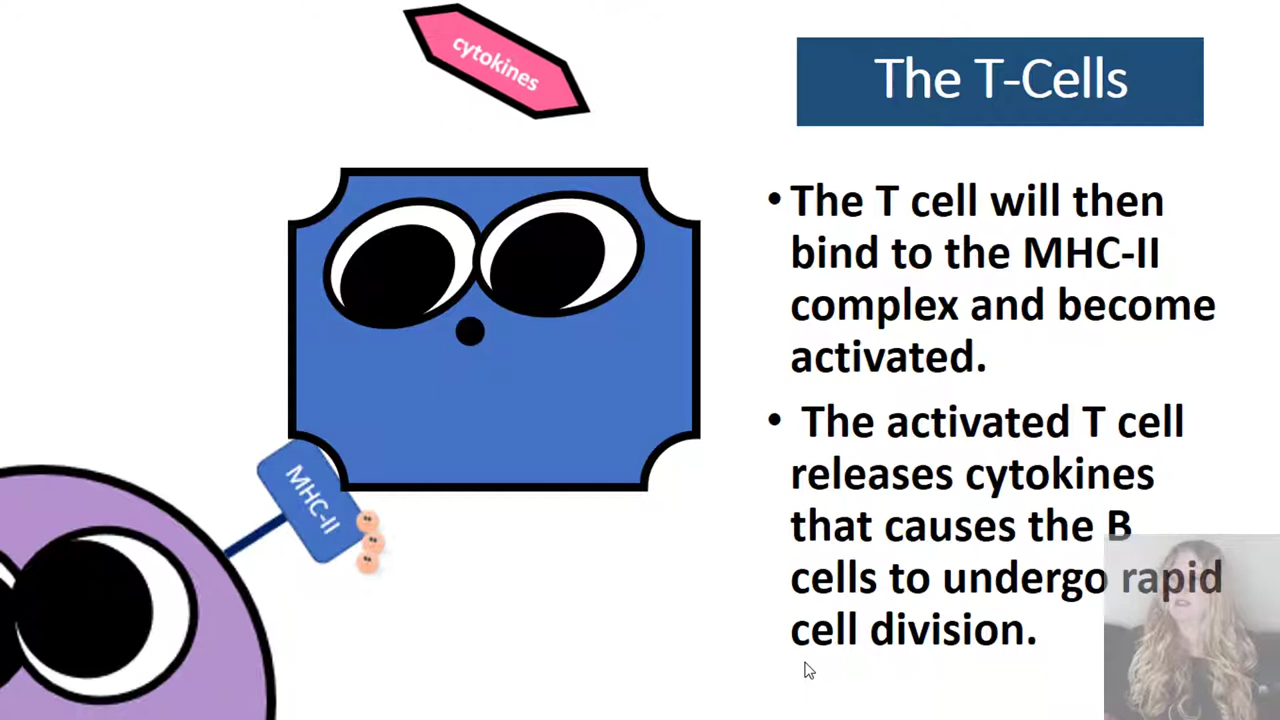 cytokines
The T-Cells
• The T cell will then
bind to the MHC-II
complex and become
activated.
• The activated T cell
releases cytokines
that causes the B
cells to undergo rapid
cell division.
MHC-II